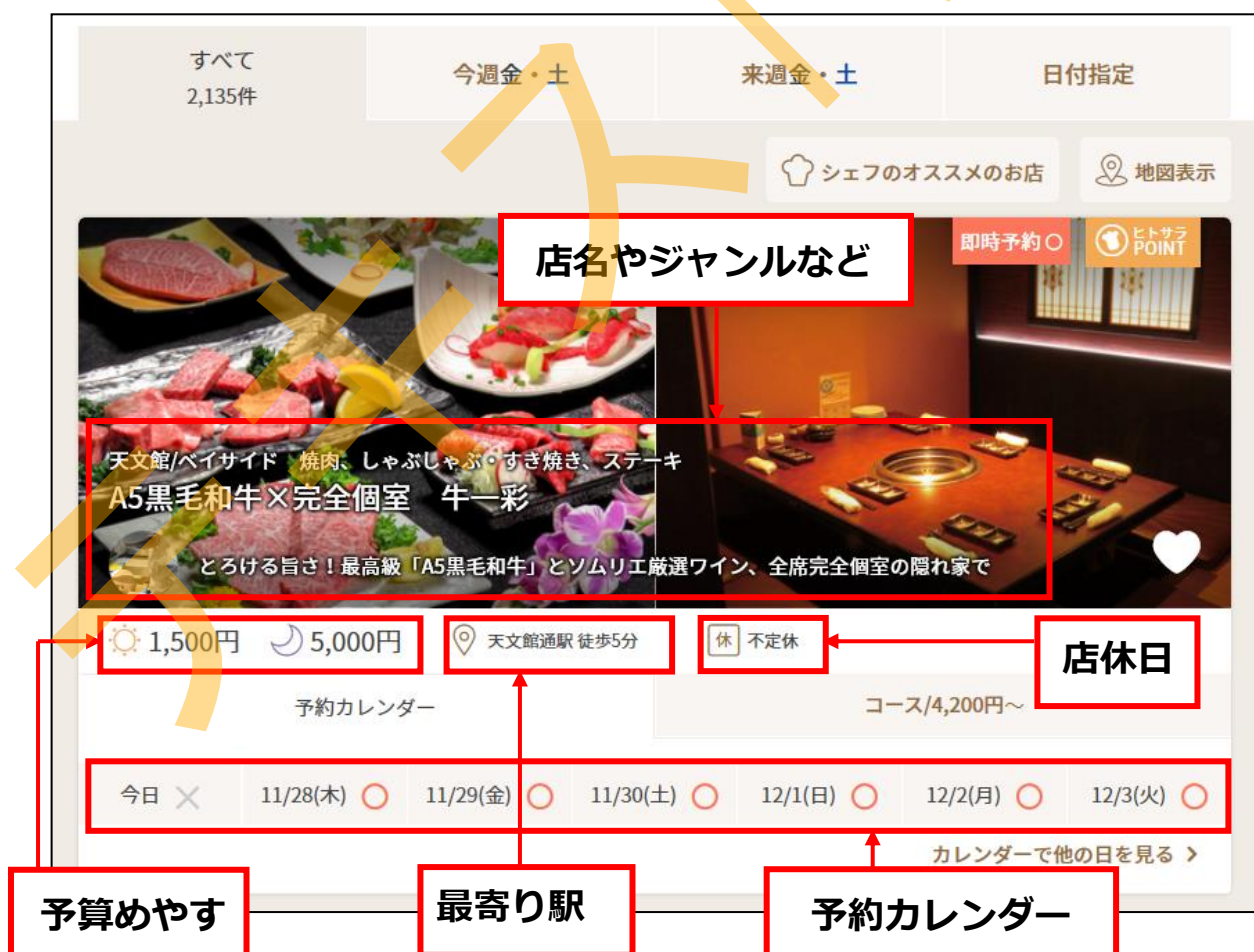 すべて
2,135件
今週金・土
来週金・土
日付指定
シェフのオススメのお店
地図表示
店名やジャンルなど
即時予約〇
ヒトサラ
POINT
天文館/ベイサイド 焼肉、しゃぶしゃぶ・すき焼き、ステーキ
A5黒毛和牛×完全個室 牛一彩
とろける旨さ！最高級「A5黒毛和牛」とソムリエ厳選ワイン、全席完全個室の隠れ家で
1,500円 5,000円 天文館通駅 徒歩5分 休 不定休
店休日
予約カレンダー
コース/4,200円～
今日 × 11/28(木) 〇 11/29(金) 〇 11/30(土) 〇 12/1(日) 〇 12/2(月) 〇 12/3(火) 〇
カレンダーで他の日を見る >
予算めやす
最寄り駅
予約カレンダー